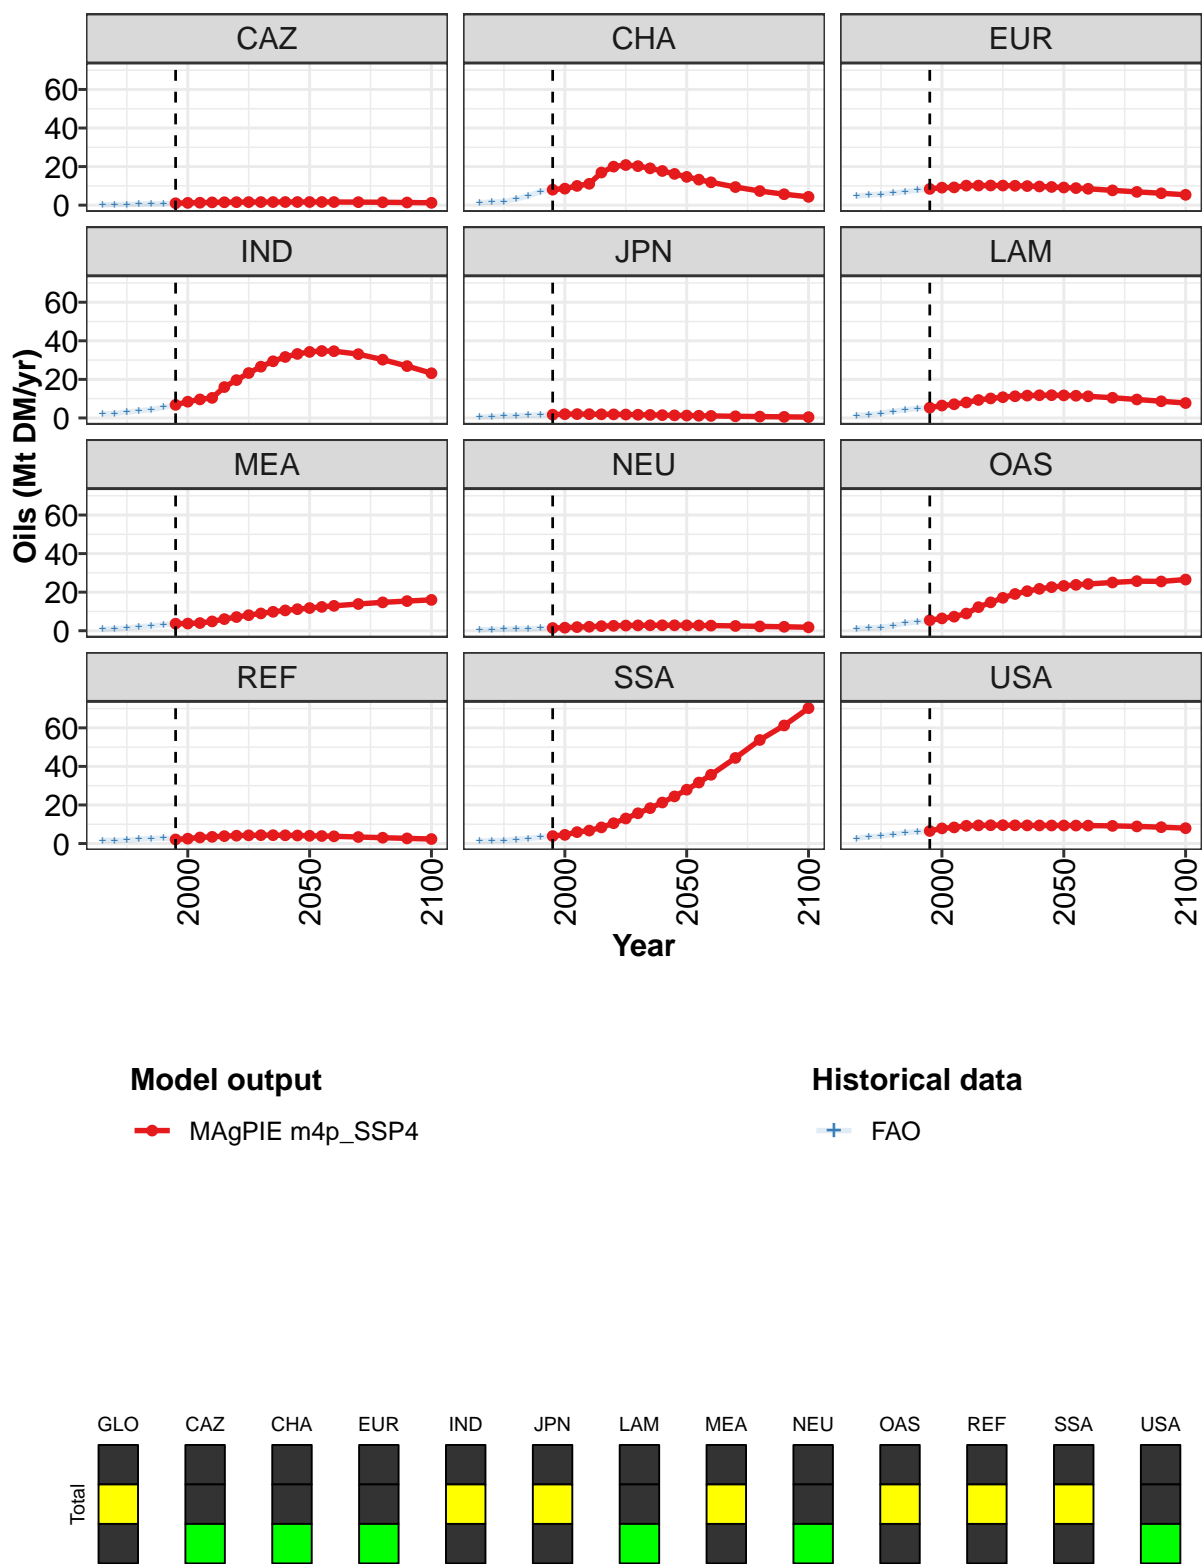 CAZ CHA EUR
60
40
20
0
IND JPN LAM
60
40
20
0
Oils (Mt DM/yr)
MEA NEU OAS
60
40
20
0
REF SSA USA
60
40
20
0
2000 2050 2100 2000 2050 2100 2000 2050 2100
Year
Model output Historical data
MAgPIE m4p_SSP4 FAO
GLO CAZ CHA EUR IND JPN LAM MEA NEU OAS REF SSA USA
Total